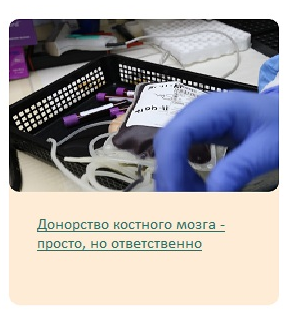 Донорство костного мозга -
просто, но ответственно